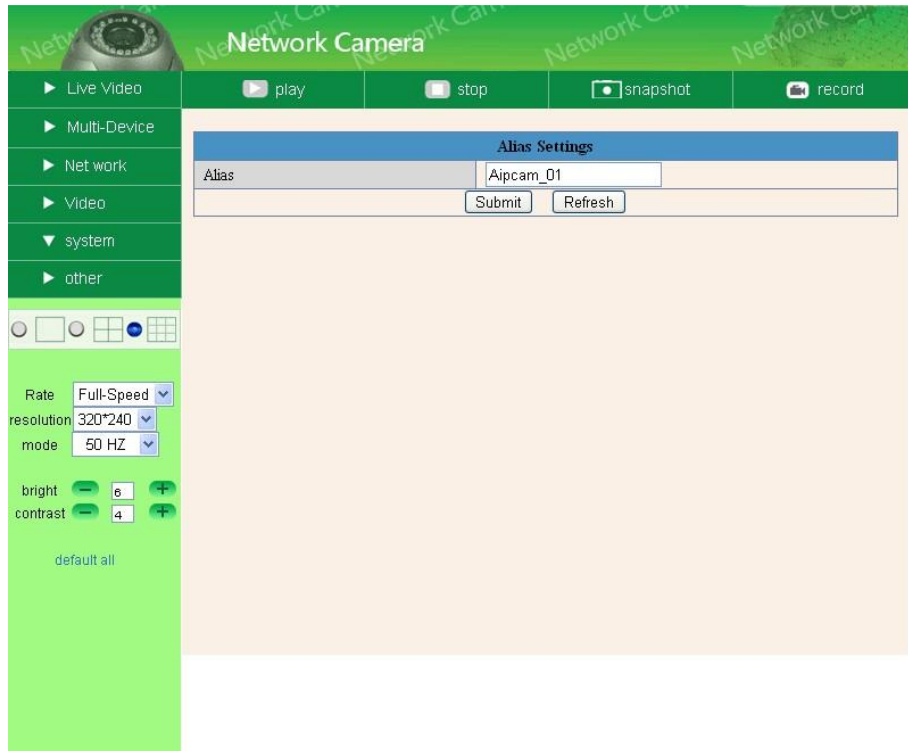 Network Camera
Live Video
play
stop
snapshot
record
Multi-Device
Net work
Video
system
other
Alias Settings
Alias
Aipcam_01
Submit
Refresh
Rate
Full-Speed
resolution
320*240
mode
50 HZ
bright
6
contrast
4
default all